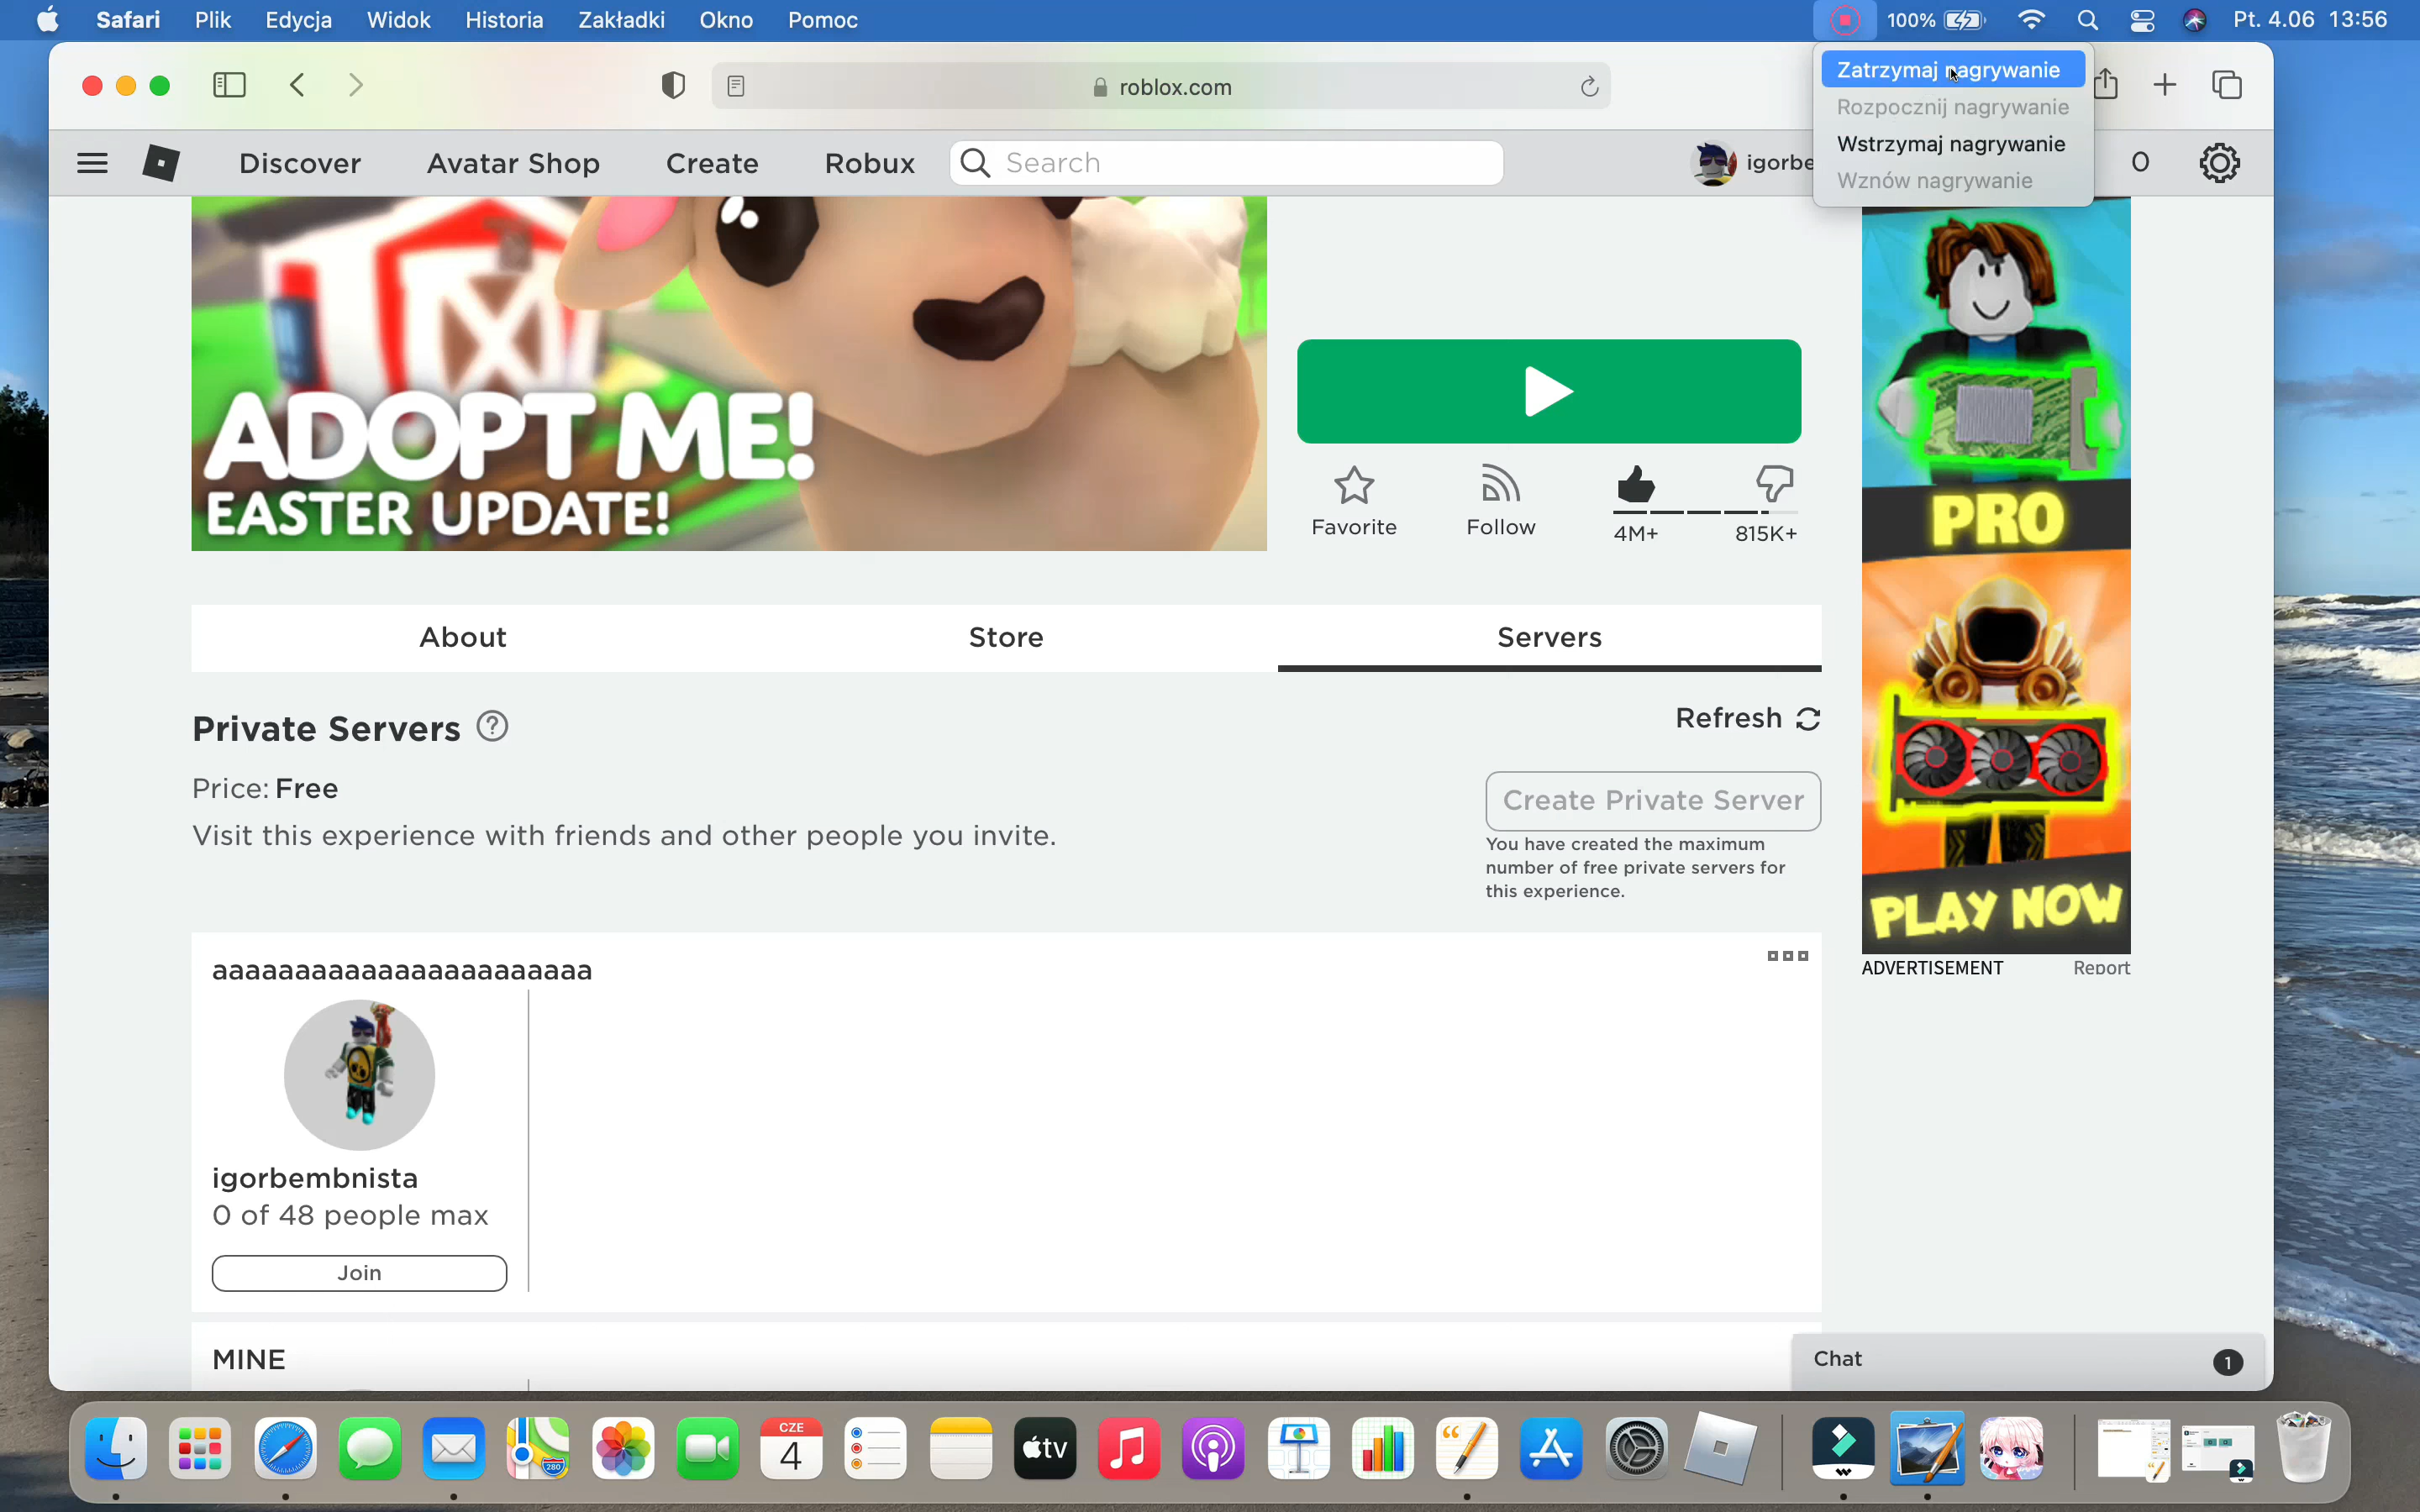 Safari Plik Edycja Widok Historia Zakładki Okno Pomoc 100% Pt. 4.06 13:56
roblox.com
Zatrzymaj nagrywanie
Rozpocznij nagrywanie
Wstrzymaj nagrywanie
Wznów nagrywanie
Discover Avatar Shop Create Robux Search igorbe 0
ADOPT ME!
EASTER UPDATE!
Favorite Follow 4M+ 815K+
PRO
PLAY NOW
ADVERTISEMENT Report
About Store Servers
Private Servers ?
Refresh
Price: Free
Visit this experience with friends and other people you invite.
Create Private Server
You have created the maximum
number of free private servers for
this experience.
aaaaaaaaaaaaaaaaaaaaaaa
igorbembnista
0 of 48 people max
Join
MINE
Chat 1
280
CZE
4
tv